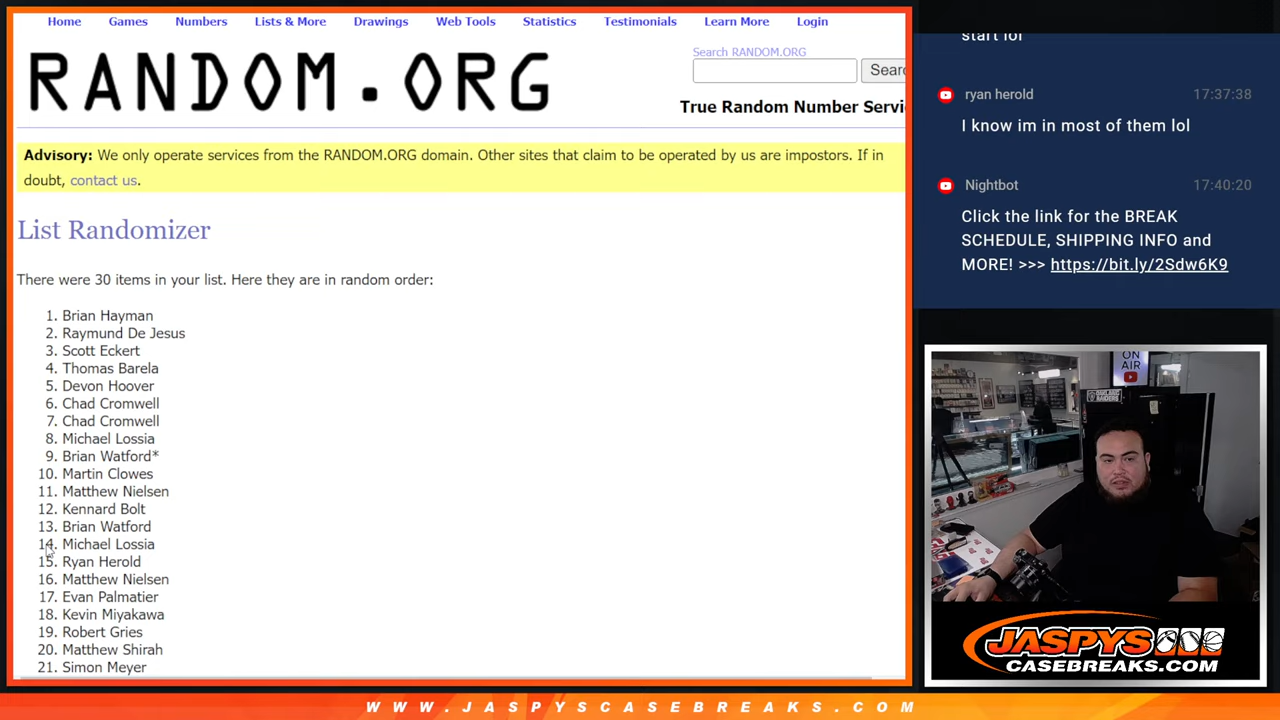 Home Games Numbers Lists & More Drawings Web Tools Statistics Testimonials Learn More Login
RANDOM.ORG
Search RANDOM.ORG
Searc
True Random Number Servi
Advisory: We only operate services from the RANDOM.ORG domain. Other sites that claim to be operated by us are impostors. If in
doubt, contact us.
List Randomizer
There were 30 items in your list. Here they are in random order:
1. Brian Hayman
2. Raymund De Jesus
3. Scott Eckert
4. Thomas Barela
5. Devon Hoover
6. Chad Cromwell
7. Chad Cromwell
8. Michael Lossia
9. Brian Watford*
10. Martin Clowes
11. Matthew Nielsen
12. Kennard Bolt
13. Brian Watford
14. Michael Lossia
15. Ryan Herold
16. Matthew Nielsen
17. Evan Palmatier
18. Kevin Miyakawa
19. Robert Gries
20. Matthew Shirah
21. Simon Meyer
start lol
ryan herold 17:37:38
I know im in most of them lol
Nightbot 17:40:20
Click the link for the BREAK
SCHEDULE, SHIPPING INFO and
MORE! >>> https://bit.ly/2Sdw6K9
ON
AIR
JASPYS
CASEBREAKS.COM
WWW.JASPYSCASEBREAKS.COM